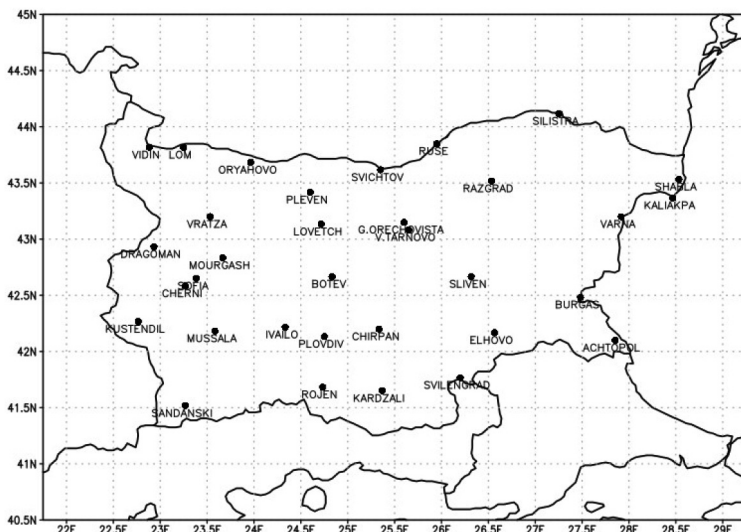 45N
44.5N
SILISTRA
44N
VIDIN LOM
RUSE
ORYAHOVO
SVICHTOV
43.5N
RAZGRAD
SHABLA
PLEVEN
KALIAKPA
VRATZA
LOVETCH
G.ORECHOVISTA
VARNA
V.TARNOVO
43N
DRAGOMAN
MOURGASH
SOFIA
BOTEV
SLIVEN
CHERNI
42.5N
BURGAS
KUSTENDIL
MUSSALA
IVAILO
PLOVDIV
CHIRPAN
ELHOVO
ACHTOPOL
42N
ROJEN
KARDZALI
SVILENGRAD
41.5N
SANDANSKI
41N
40.5N
22E 22.5E 23E 23.5E 24E 24.5E 25E 25.5E 26E 26.5E 27E 27.5E 28E 28.5E 29E